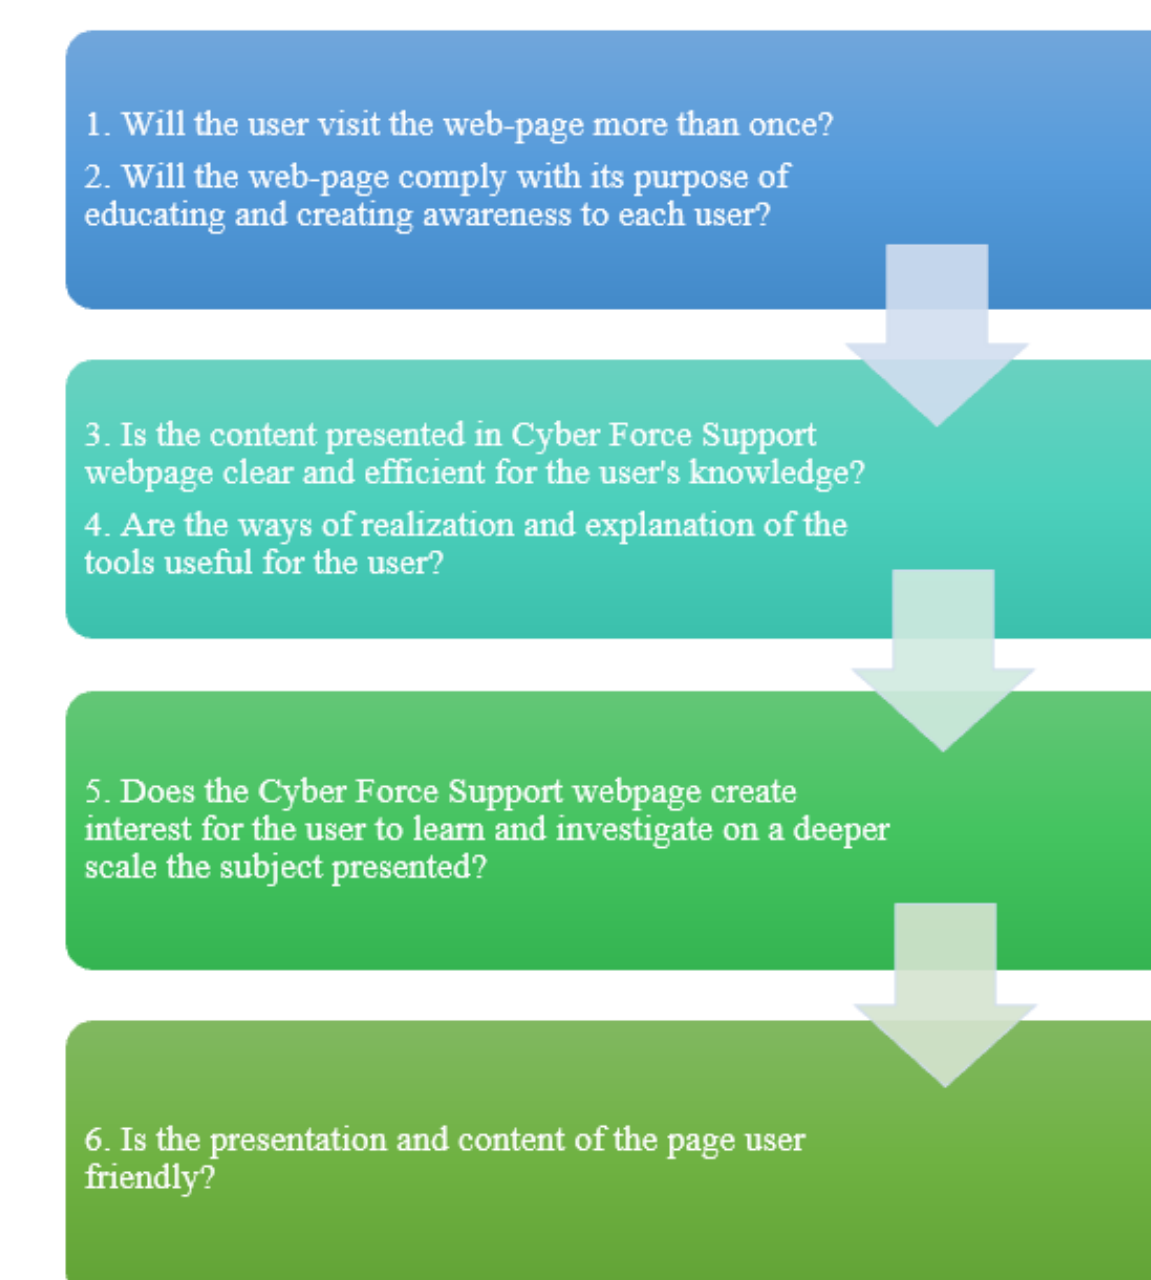 1. Will the user visit the web-page more than once?
2. Will the web-page comply with its purpose of
educating and creating awareness to each user?
3. Is the content presented in Cyber Force Support
webpage clear and efficient for the user's knowledge?
4. Are the ways of realization and explanation of the
tools useful for the user?
5. Does the Cyber Force Support webpage create
interest for the user to learn and investigate on a deeper
scale the subject presented?
6. Is the presentation and content of the page user
friendly?